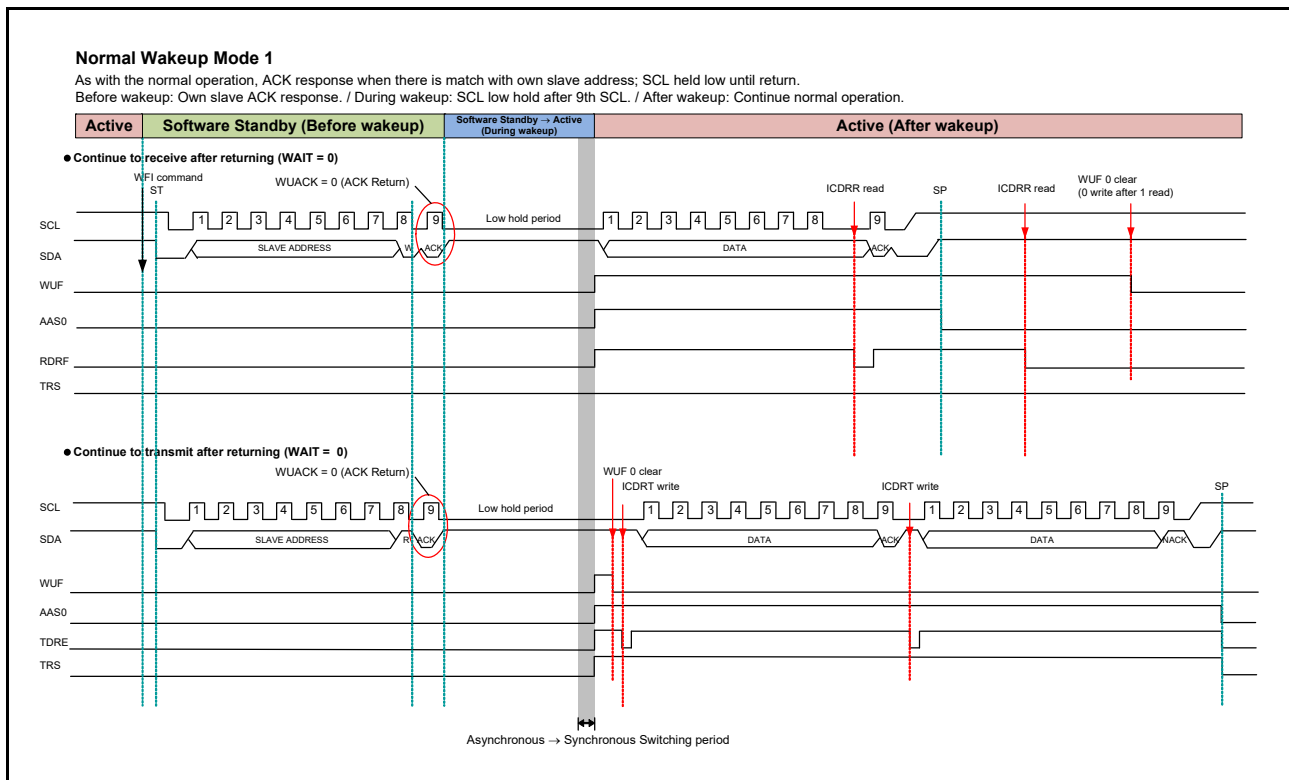 Normal Wakeup Mode 1
As with the normal operation, ACK response when there is match with own slave address; SCL held low until return.
Before wakeup: Own slave ACK response. / During wakeup: SCL low hold after 9th SCL. / After wakeup: Continue normal operation.
Active
Software Standby (Before wakeup)
Software Standby → Active
(During wakeup)
Active (After wakeup)
● Continue to receive after returning (WAIT = 0)
WFI command
ST
WUACK = 0 (ACK Return)
ICDRR read
SP
ICDRR read
WUF 0 clear
(0 write after 1 read)
SCL
1 2 3 4 5 6 7 8 9
Low hold period
1 2 3 4 5 6 7 8 9
SDA
SLAVE ADDRESS
W
ACK
DATA
ACK
WUF
AAS0
RDRF
TRS
● Continue to transmit after returning (WAIT = 0)
WUACK = 0 (ACK Return)
WUF 0 clear
ICDRT write
ICDRT write
SP
SCL
1 2 3 4 5 6 7 8 9
Low hold period
1 2 3 4 5 6 7 8 9
1 2 3 4 5 6 7 8 9
SDA
SLAVE ADDRESS
R
ACK
DATA
ACK
DATA
NACK
WUF
AAS0
TDRE
TRS
Asynchronous → Synchronous Switching period